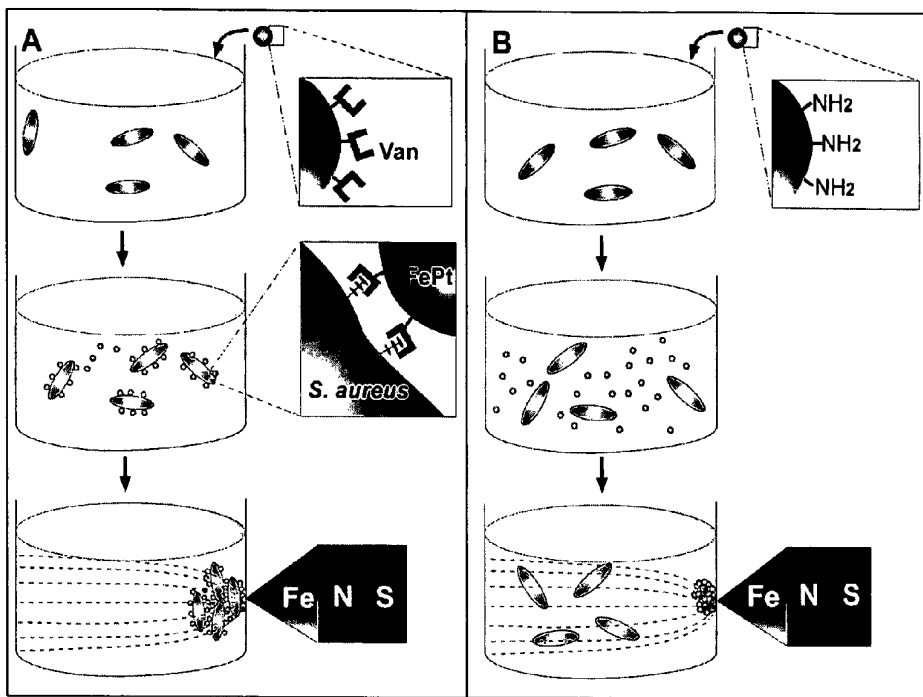 A
Van
FePt
S. aureus
Fe N S
B
NH2
NH2
NH2
Fe N S